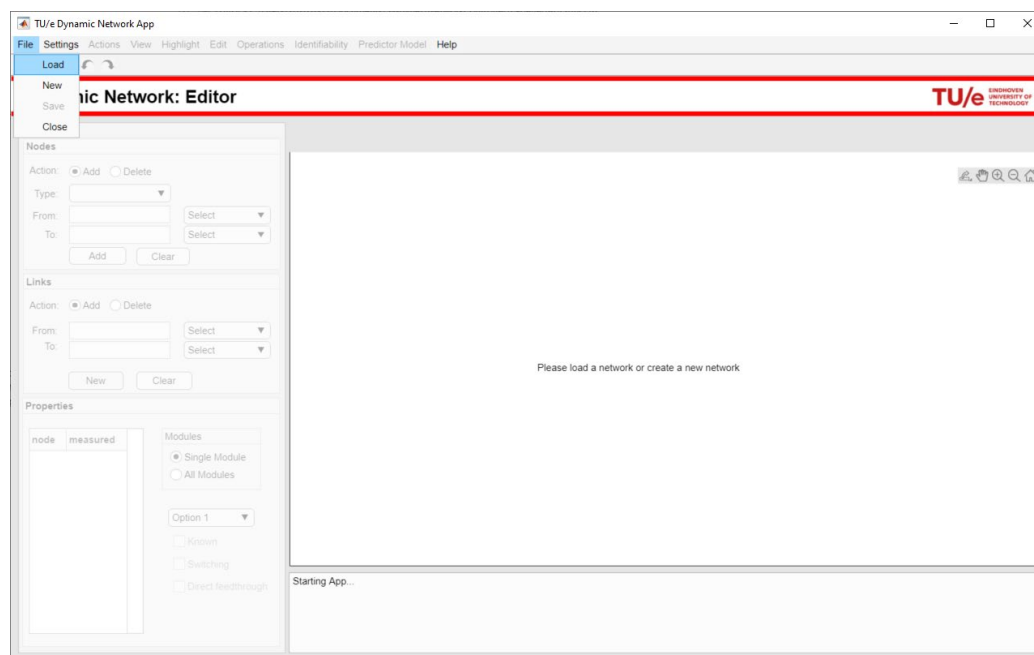 TU/e Dynamic Network App
File Settings Actions View Highlight Edit Operations Identifiability Predictor Model Help
Load
New
Save
Close
ic Network: Editor
TU/e EINDHOVEN UNIVERSITY OF TECHNOLOGY
Nodes
Action: Add Delete
Type:
From: Select
To: Select
Add Clear
Links
Action: Add Delete
From: Select
To: Select
New Clear
Properties
node measured
Modules
Single Module
All Modules
Option 1
Known
Switching
Direct feedthrough
Please load a network or create a new network
Starting App...